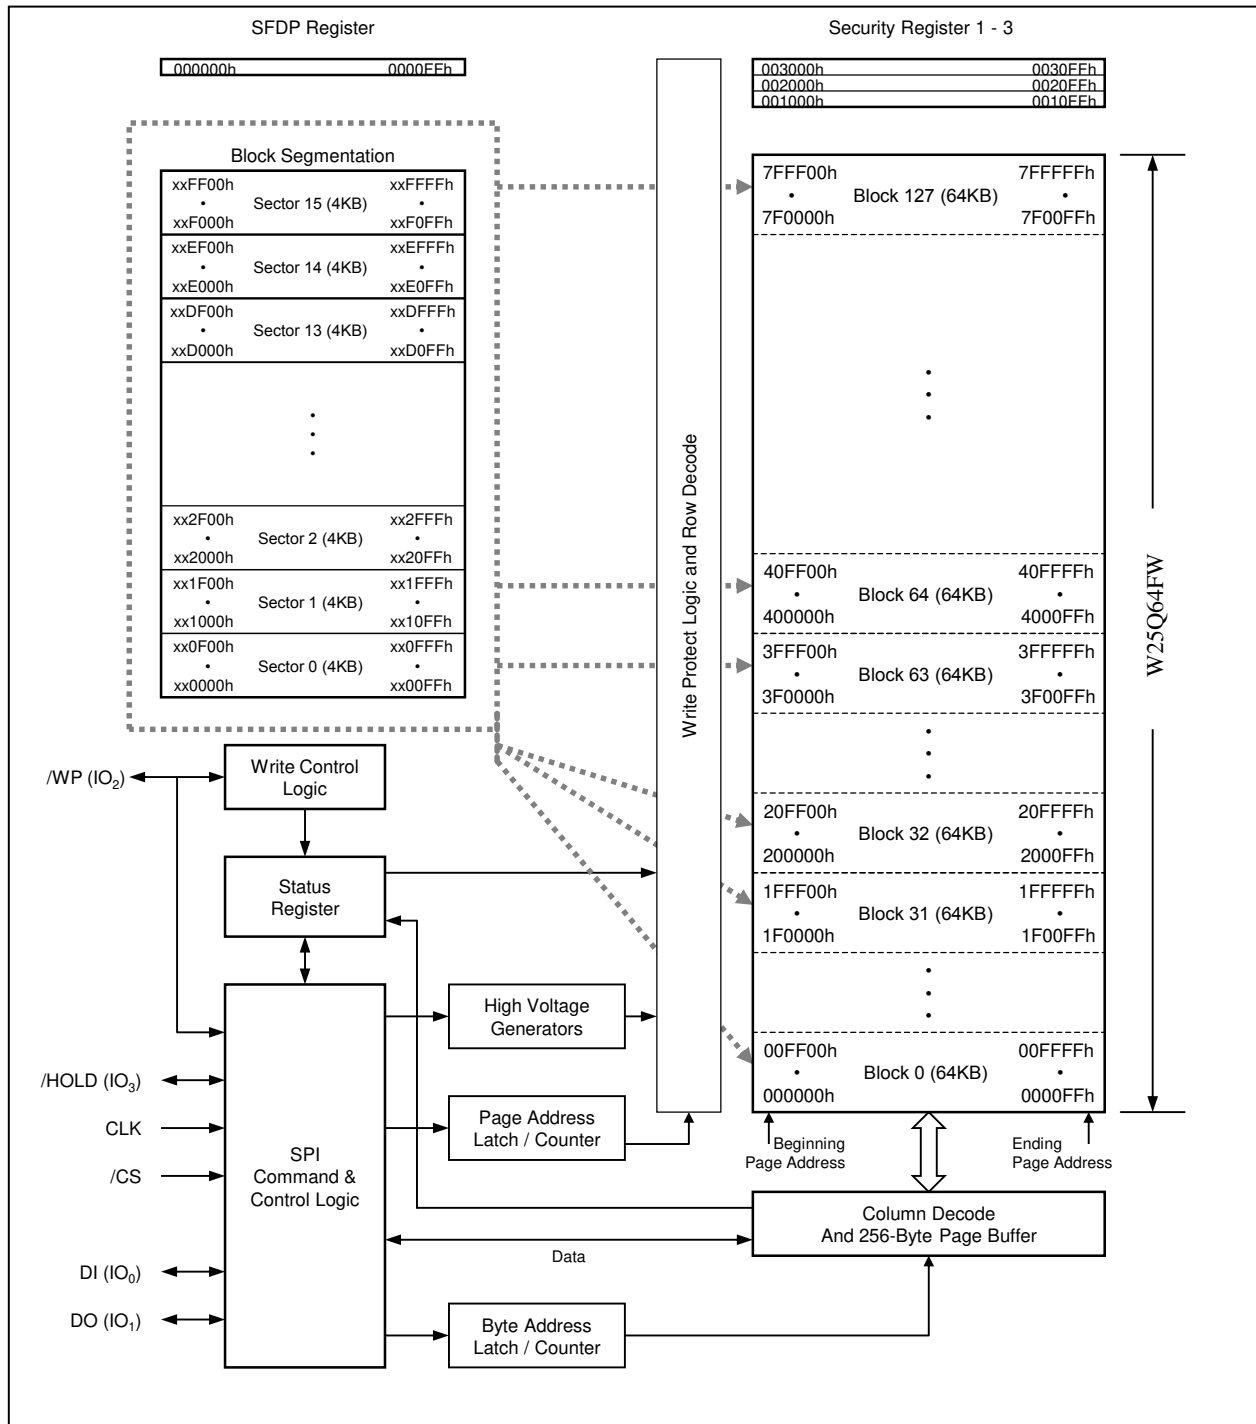 SFDP Register
000000h 0000FFh
Security Register 1 - 3
003000h 0030FFh
002000h 0020FFh
001000h 0010FFh
Block Segmentation
xxFF00h xxFFFFh
• Sector 15 (4KB) •
xxF000h xxF0FFh
xxEF00h xxEFFFh
• Sector 14 (4KB) •
xxE000h xxE0FFh
xxDF00h xxDFFFh
• Sector 13 (4KB) •
xxD000h xxD0FFh
xx2F00h xx2FFFh
• Sector 2 (4KB) •
xx2000h xx20FFh
xx1F00h xx1FFFh
• Sector 1 (4KB) •
xx1000h xx10FFh
xx0F00h xx0FFFh
• Sector 0 (4KB) •
xx0000h xx00FFh
Write Protect Logic and Row Decode
7FFF00h 7FFFFFh
• Block 127 (64KB) •
7F0000h 7F00FFh
40FF00h 40FFFFh
• Block 64 (64KB) •
400000h 4000FFh
3FFF00h 3FFFFFh
• Block 63 (64KB) •
3F0000h 3F00FFh
20FF00h 20FFFFh
• Block 32 (64KB) •
200000h 2000FFh
1FFF00h 1FFFFFh
• Block 31 (64KB) •
1F0000h 1F00FFh
00FF00h 00FFFFh
• Block 0 (64KB) •
000000h 0000FFh
W25Q64FW
Beginning
Page Address
Ending
Page Address
/WP (IO2)
Write Control
Logic
Status
Register
High Voltage
Generators
/HOLD (IO3)
CLK
/CS
SPI
Command &
Control Logic
Page Address
Latch / Counter
Column Decode
And 256-Byte Page Buffer
Data
DI (IO0)
DO (IO1)
Byte Address
Latch / Counter